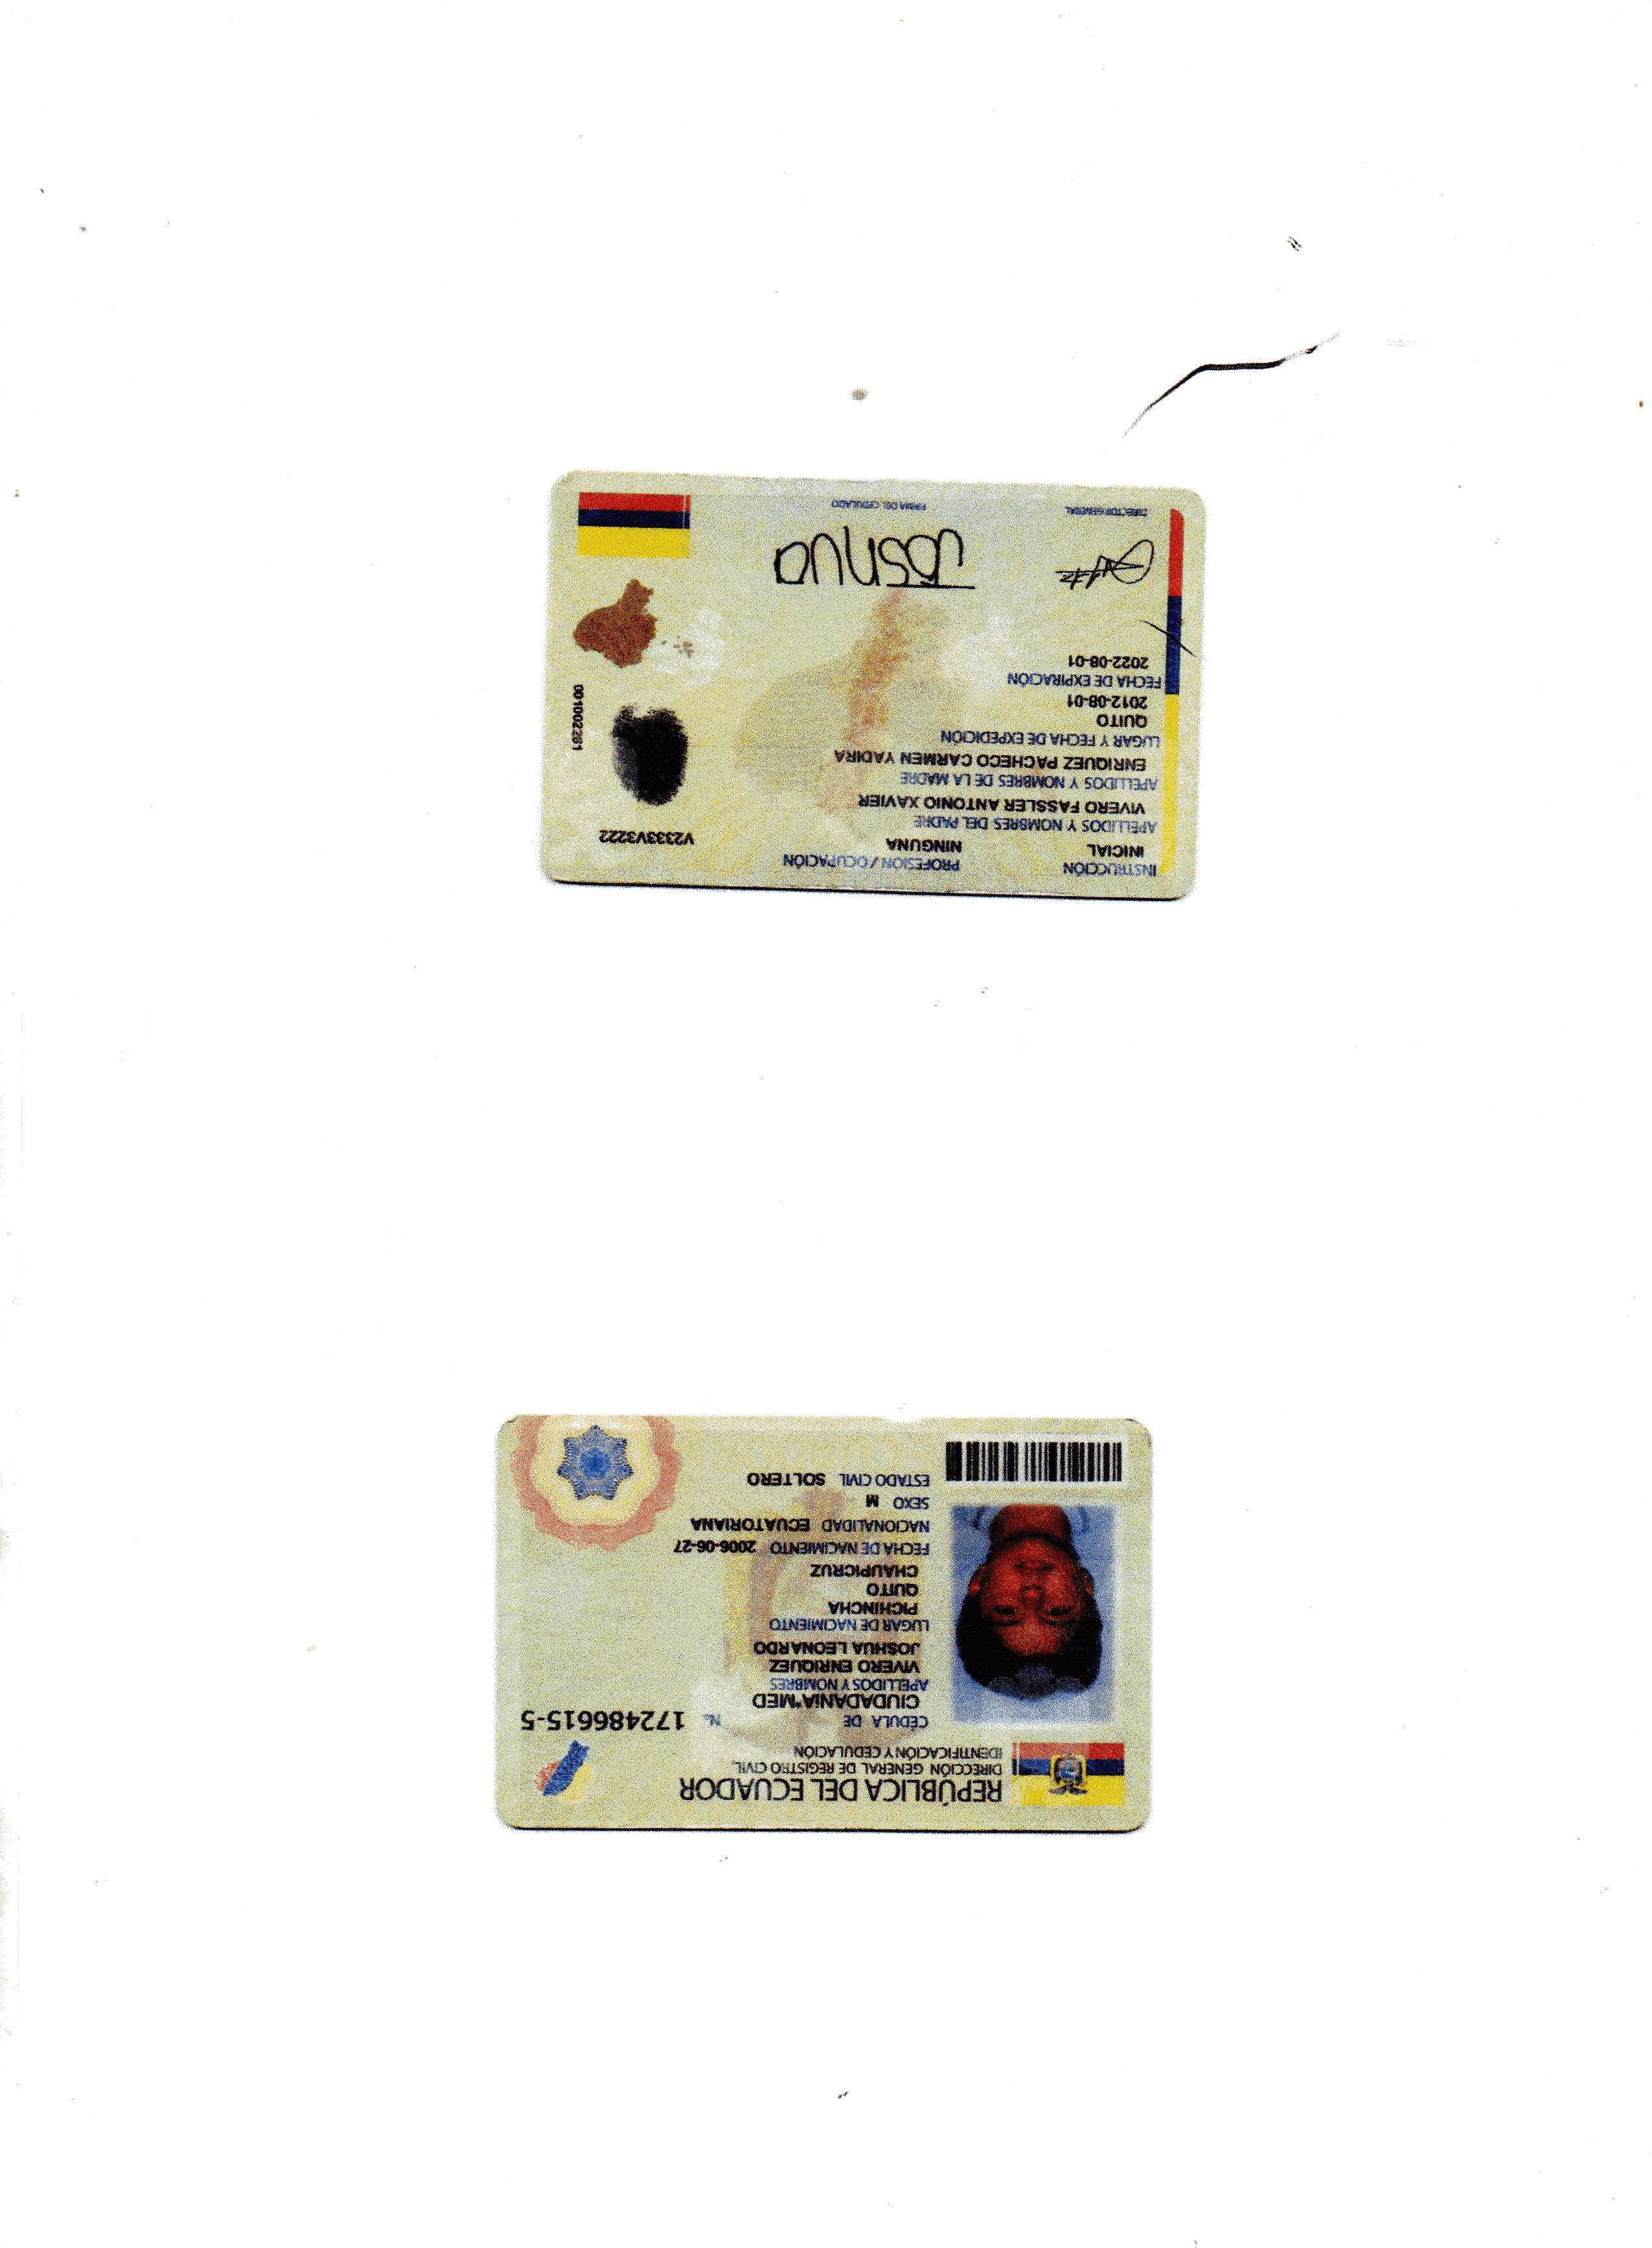 REPÚBLICA DEL ECUADOR
DIRECCIÓN GENERAL DE REGISTRO CIVIL
IDENTIFICACIÓN Y CEDULACIÓN
CÉDULA DE Nº 172486615-5
CIUDADANÍA*MED
APELLIDOS Y NOMBRES
VIVERO ENRIQUEZ
JOSHUA LEONARDO
LUGAR DE NACIMIENTO
PICHINCHA
QUITO
CHAUPICRUZ
FECHA DE NACIMIENTO 2006-06-27
NACIONALIDAD ECUATORIANA
SEXO M
ESTADO CIVIL SOLTERO
INSTRUCCIÓN PROFESIÓN / OCUPACIÓN
INICIAL NINGUNA V2333V3222
APELLIDOS Y NOMBRES DEL PADRE
VIVERO FASSLER ANTONIO XAVIER
APELLIDOS Y NOMBRES DE LA MADRE
ENRIQUEZ PACHECO CARMEN YADIRA
LUGAR Y FECHA DE EXPEDICIÓN
QUITO
2012-08-01
FECHA DE EXPIRACIÓN
2022-08-01
001002261
JOSHUA
DIRECTOR GENERAL FIRMA DEL CEDULADO